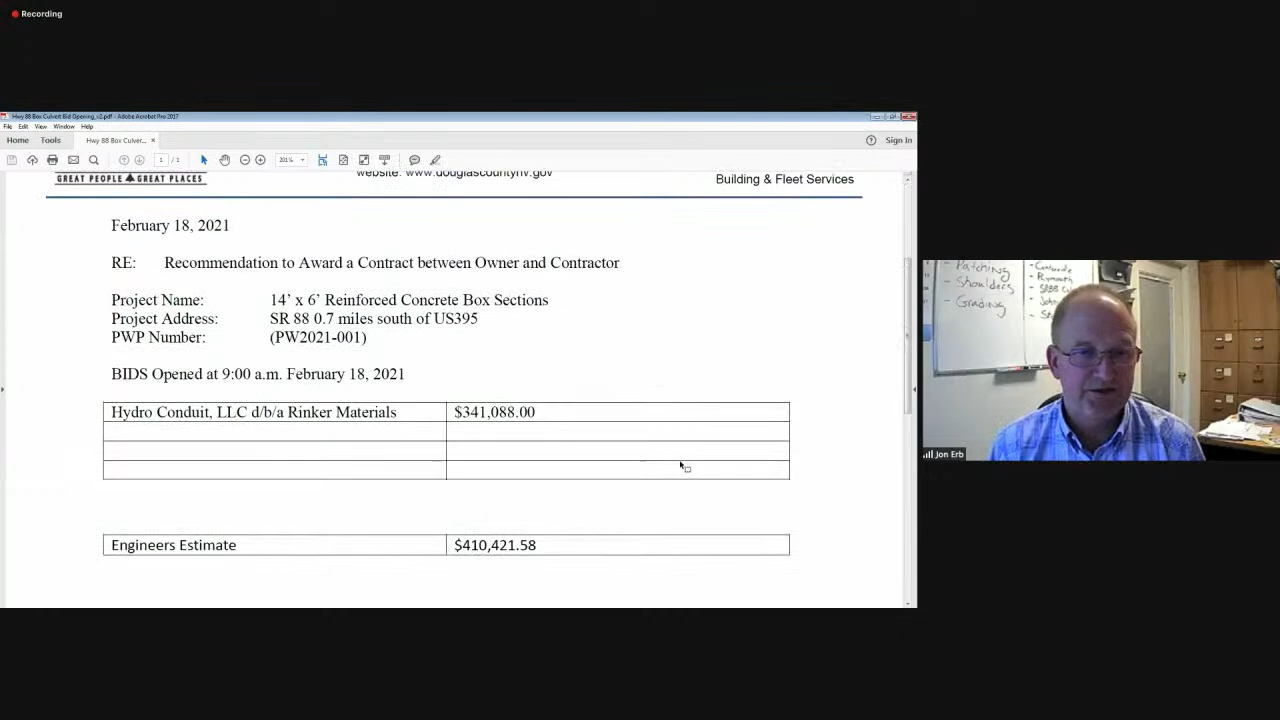 Recording
Hwy 88 Box Culvert Bid Opening_v2.pdf - Adobe Acrobat Pro 2017
File Edit View Window Help
Home Tools Hwy 88 Box Culver... × Sign In
1 / 1 201%
GREAT PEOPLE GREAT PLACES
website: www.douglascountynv.gov
Building & Fleet Services
February 18, 2021
RE: Recommendation to Award a Contract between Owner and Contractor
Project Name: 14’ x 6’ Reinforced Concrete Box Sections
Project Address: SR 88 0.7 miles south of US395
PWP Number: (PW2021-001)
BIDS Opened at 9:00 a.m. February 18, 2021
Hydro Conduit, LLC d/b/a Rinker Materials $341,088.00
Engineers Estimate $410,421.58
- Patching
- Shoulders
- Grading
- Plymouth
Jon Erb